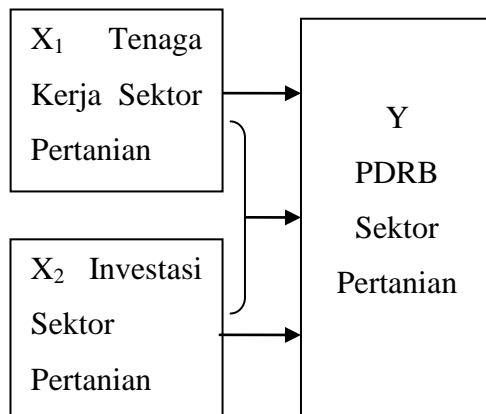 X₁ Tenaga
Kerja Sektor
Pertanian
X₂ Investasi
Sektor
Pertanian
Y
PDRB
Sektor
Pertanian